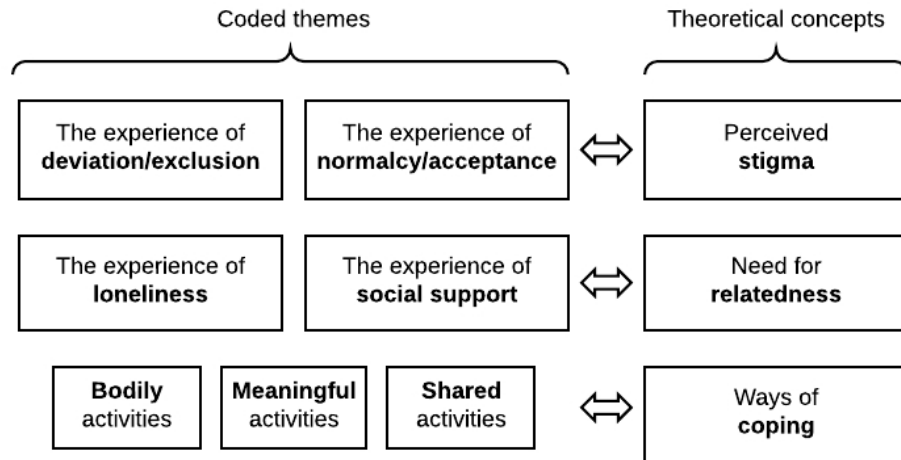 Coded themes
Theoretical concepts
The experience of
deviation/exclusion
The experience of
normalcy/acceptance
Perceived
stigma
The experience of
loneliness
The experience of
social support
Need for
relatedness
Bodily
activities
Meaningful
activities
Shared
activities
Ways of
coping